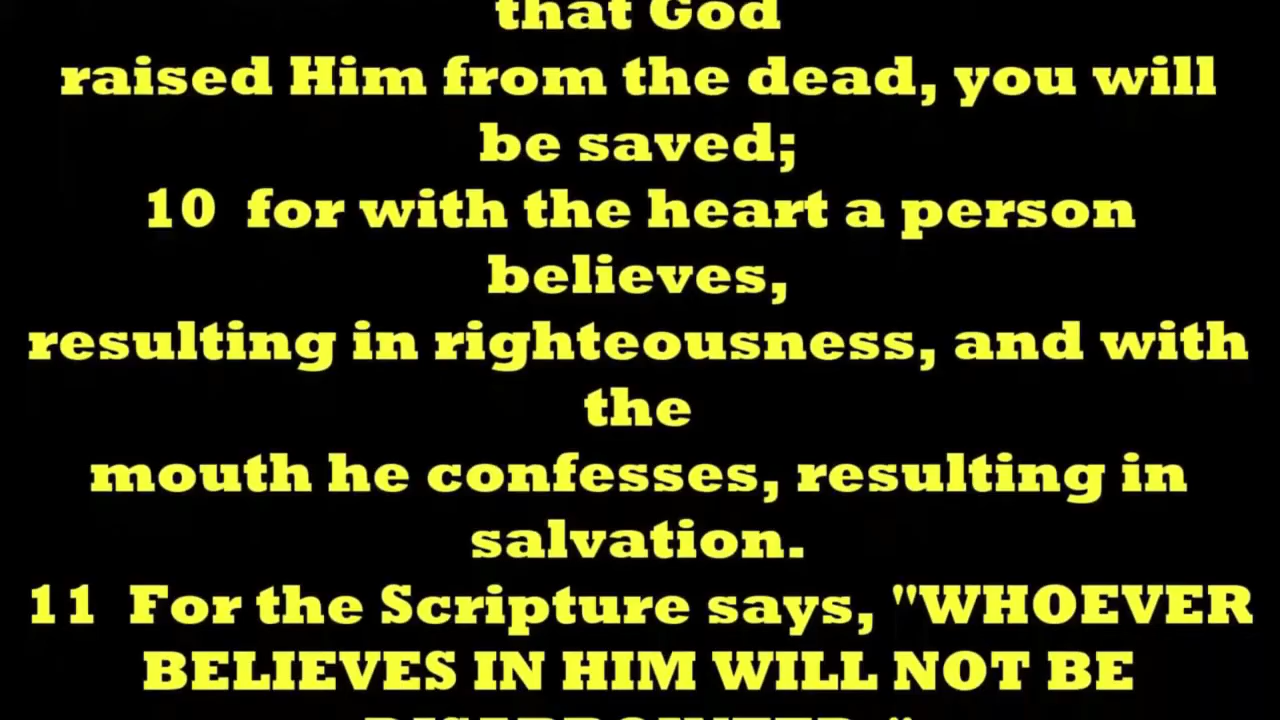 that God
raised Him from the dead, you will
be saved;
10 for with the heart a person
believes,
resulting in righteousness, and with
the
mouth he confesses, resulting in
salvation.
11 For the Scripture says, "WHOEVER
BELIEVES IN HIM WILL NOT BE